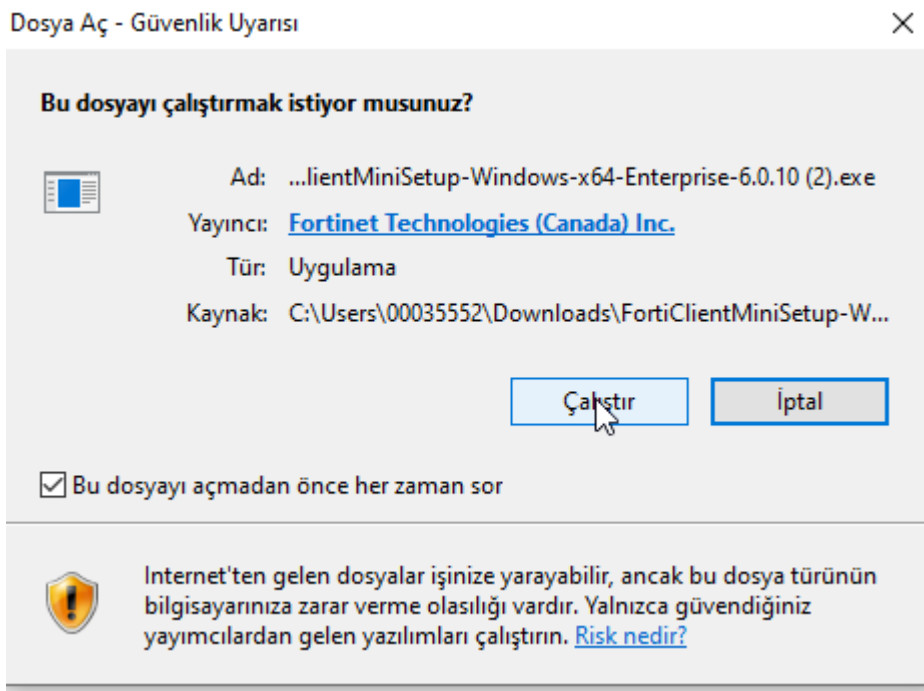 Dosya Aç - Güvenlik Uyarısı
Bu dosyayı çalıştırmak istiyor musunuz?
Ad: ...lientMiniSetup-Windows-x64-Enterprise-6.0.10 (2).exe
Yayıncı: Fortinet Technologies (Canada) Inc.
Tür: Uygulama
Kaynak: C:\Users\00035552\Downloads\FortiClientMiniSetup-W...
Çalıştır İptal
Bu dosyayı açmadan önce her zaman sor
Internet'ten gelen dosyalar işinize yarayabilir, ancak bu dosya türünün
bilgisayarınıza zarar verme olasılığı vardır. Yalnızca güvendiğiniz
yayımcılardan gelen yazılımları çalıştırın. Risk nedir?